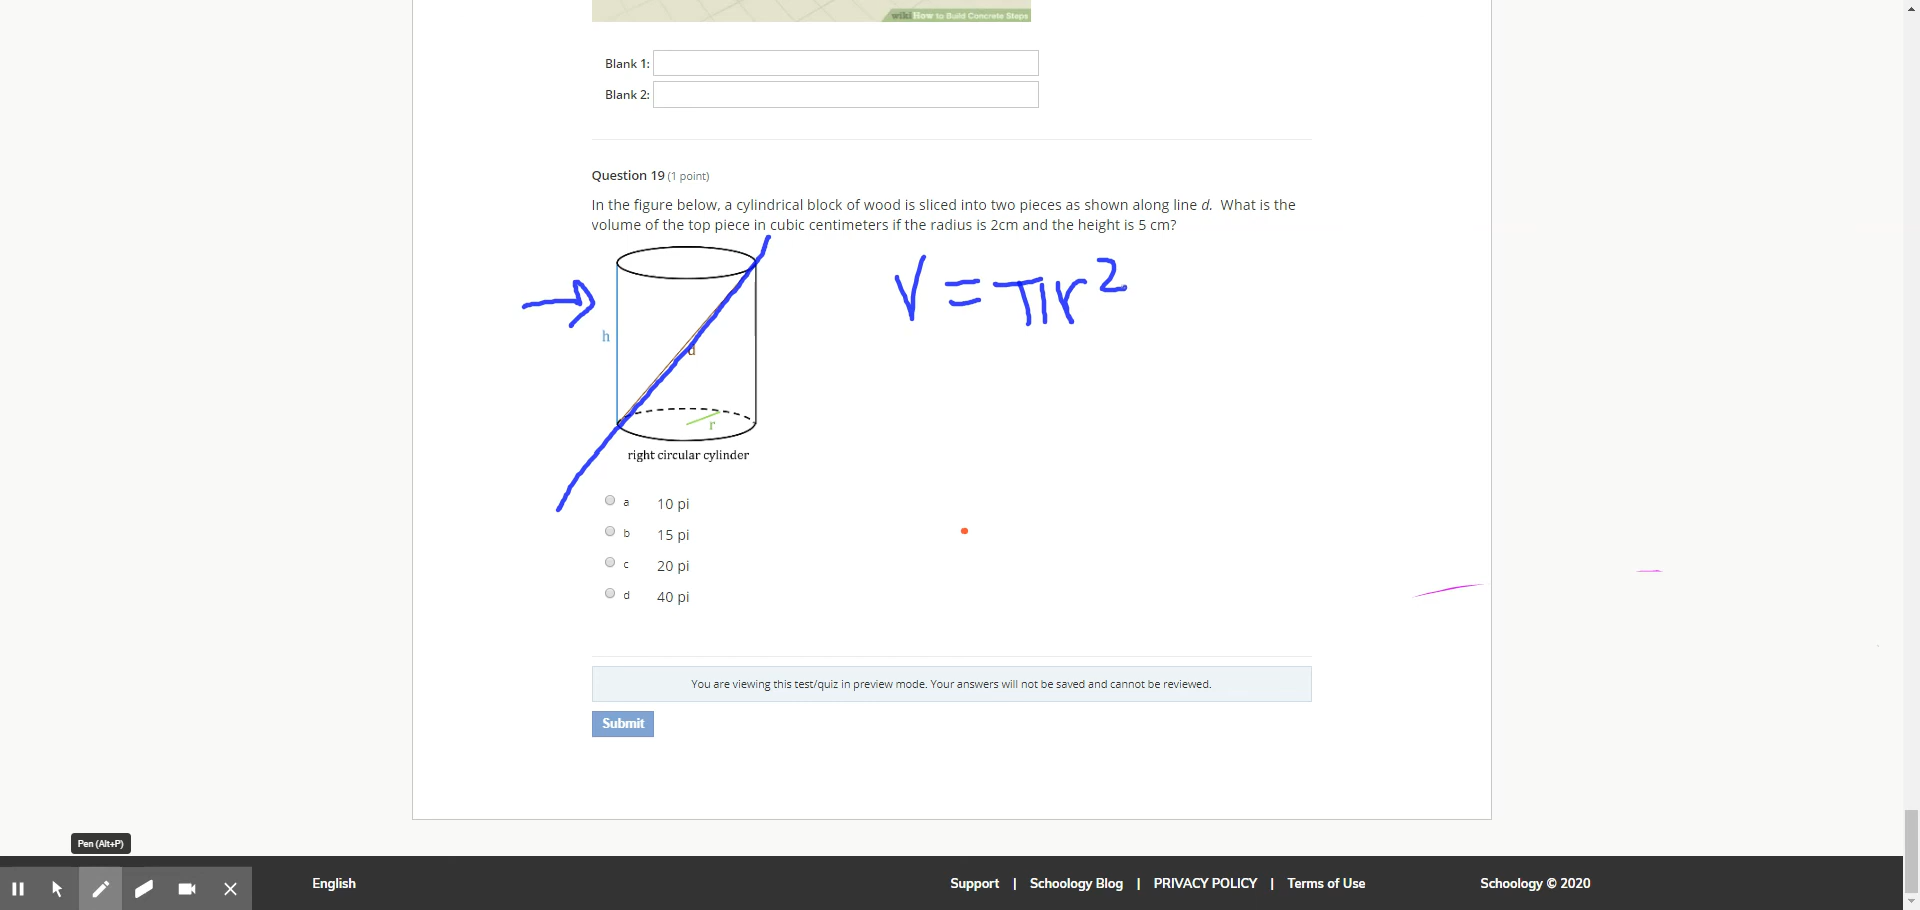 wikiHow to Build Concrete Steps
Blank 1:
Blank 2:
Question 19 (1 point)
In the figure below, a cylindrical block of wood is sliced into two pieces as shown along line d. What is the
volume of the top piece in cubic centimeters if the radius is 2cm and the height is 5 cm?
V = πr²
h
d
r
right circular cylinder
a 10 pi
b 15 pi
c 20 pi
d 40 pi
You are viewing this test/quiz in preview mode. Your answers will not be saved and cannot be reviewed.
Submit
Pen (Alt+P)
English
Support | Schoology Blog | PRIVACY POLICY | Terms of Use
Schoology © 2020